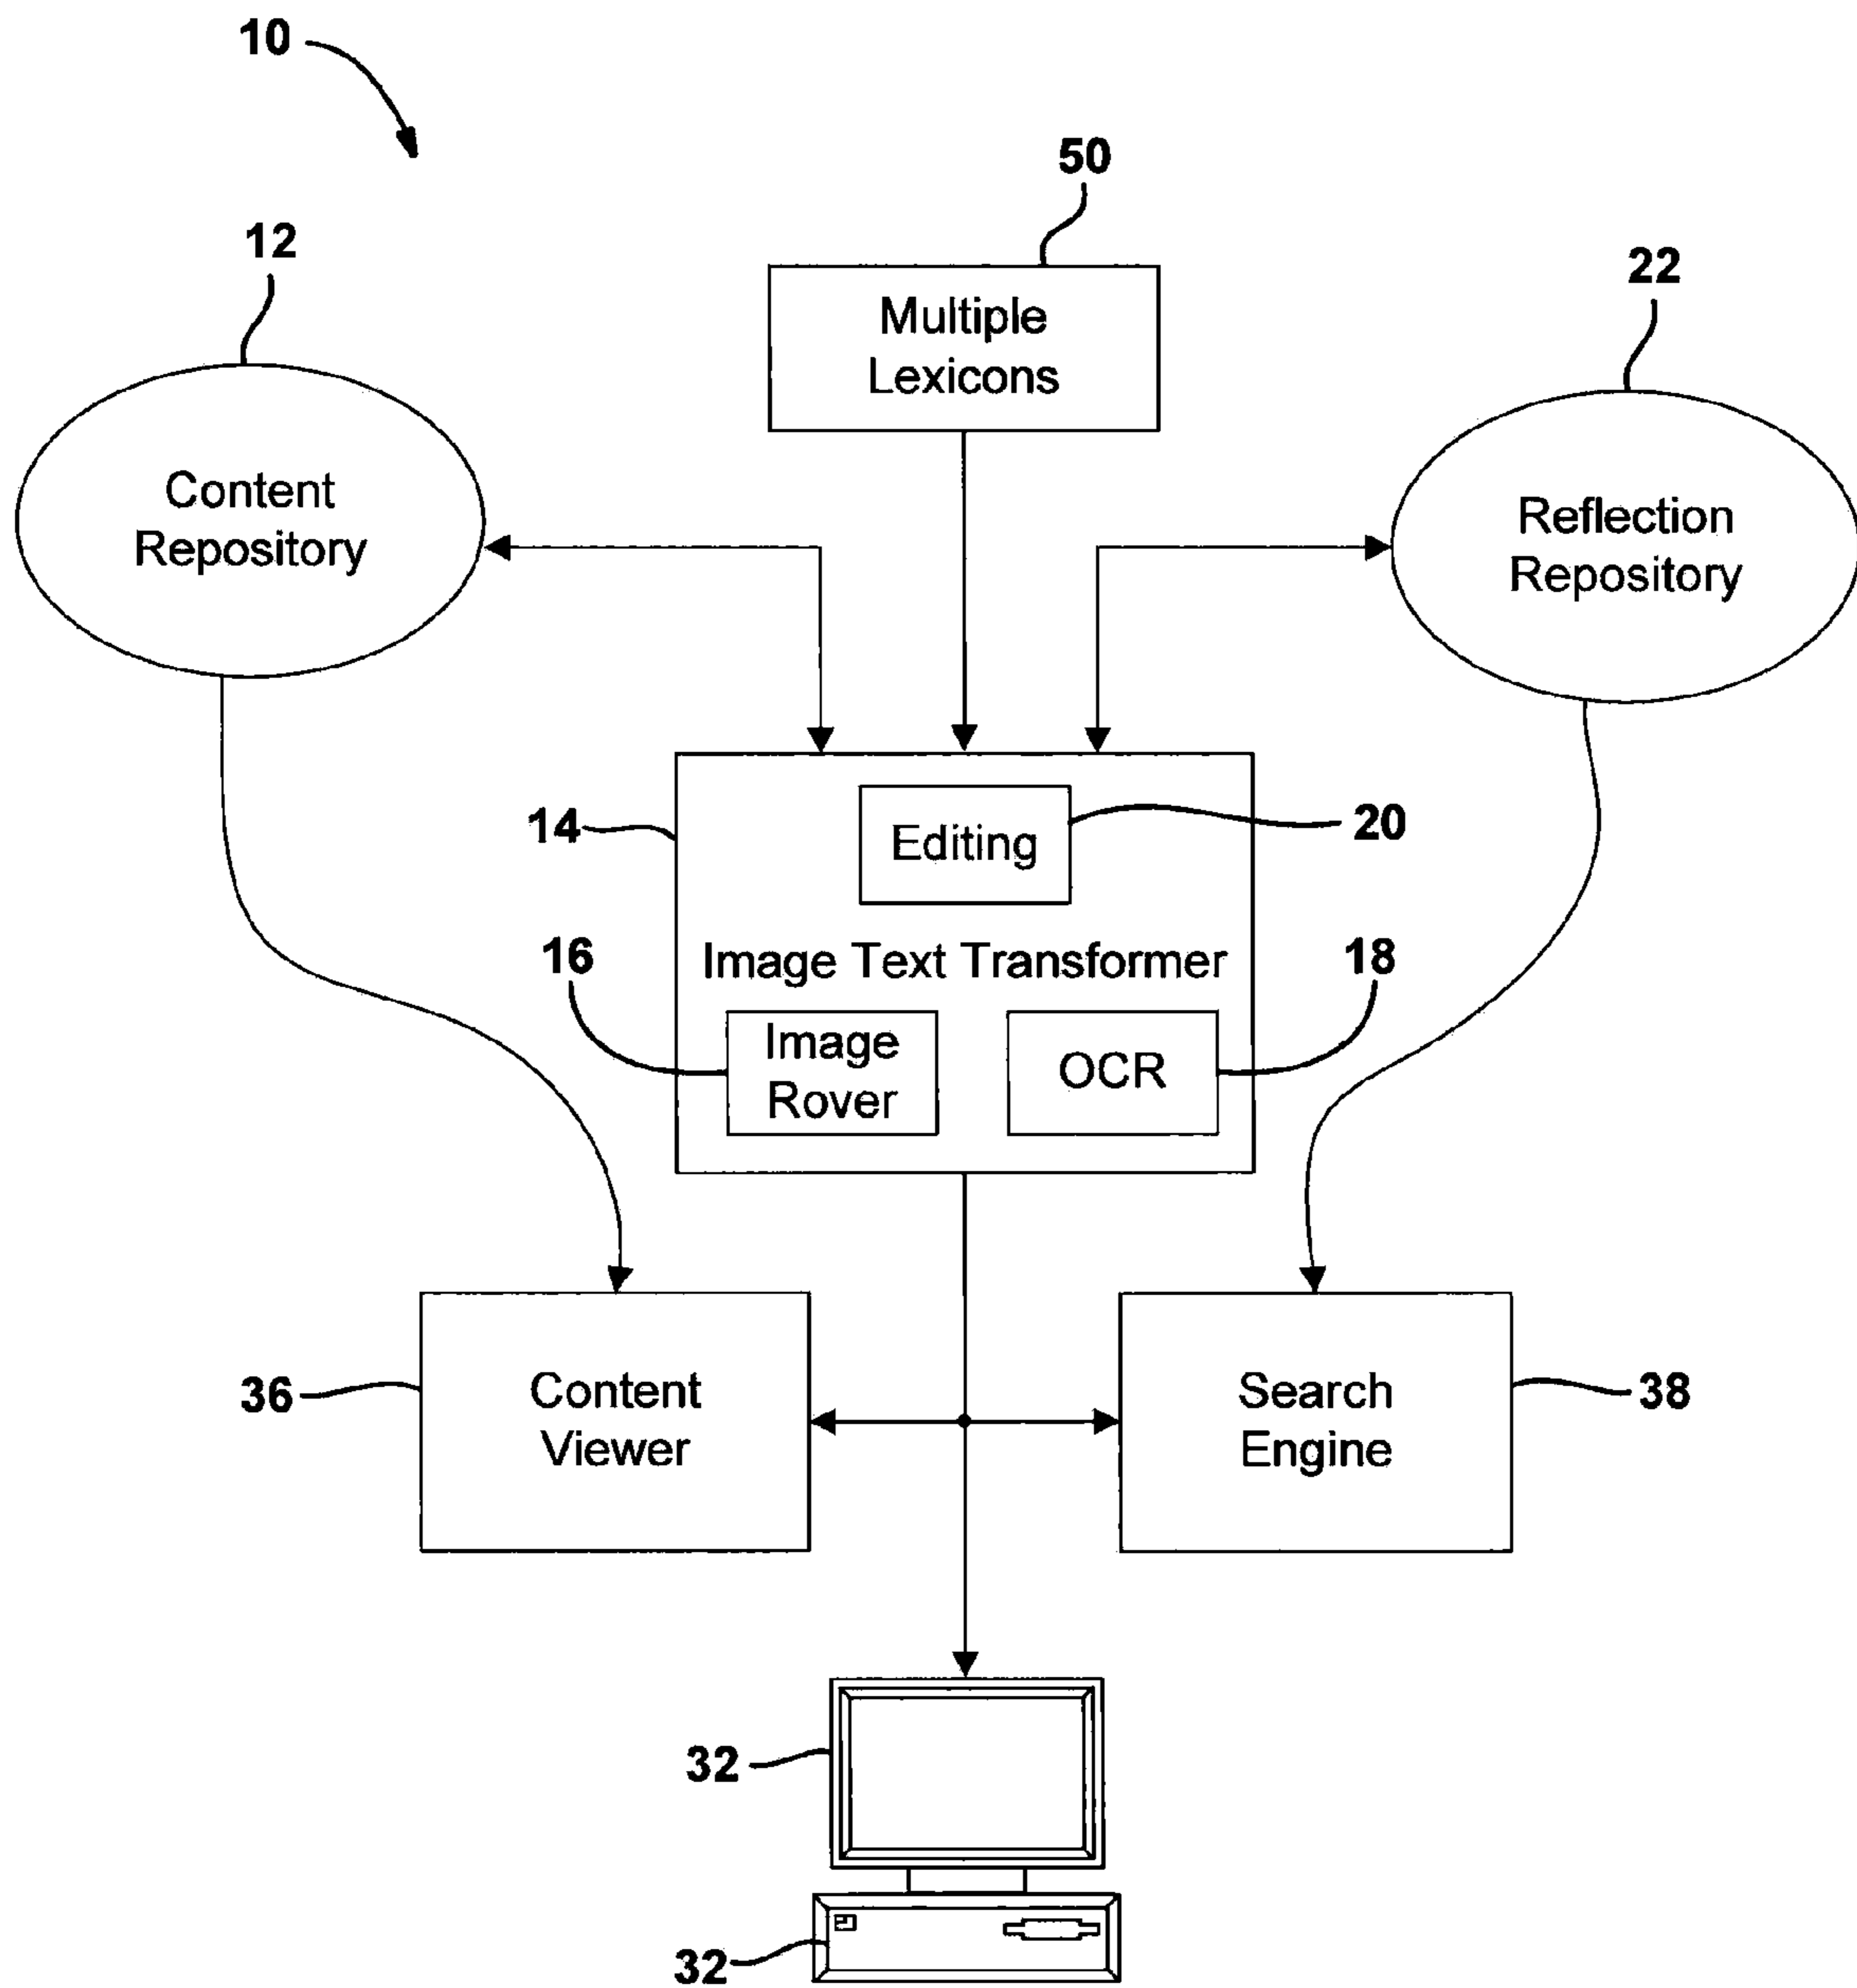 10
50
12
22
Multiple
Lexicons
Content
Repository
Reflection
Repository
14
Editing
20
16
Image Text Transformer
18
Image
Rover
OCR
36
Content
Viewer
Search
Engine
38
32
32